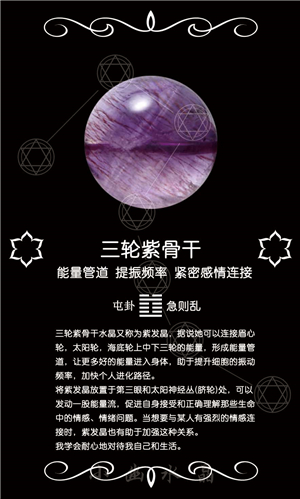 三轮紫骨干
能量管道 提振频率 紧密感情连接
屯卦 急则乱
三轮紫骨干水晶又称为紫发晶，据说她可以连接眉心
轮，太阳轮，海底轮上中下三轮的能量，形成能量管
道，让更多好的能量进入身体，助于提升细胞的振动
频率，加快个人进化路径。
将紫发晶放置于第三眼和太阳神经丛(脐轮)处，可以
发动一股能量流，促进自身接受和正确理解那些生命
中的情感、情绪问题。当想要与某人有强烈的情感连
接时，紫发晶也有助于加强这种关系。
我学会耐心地对待我自己和生活。